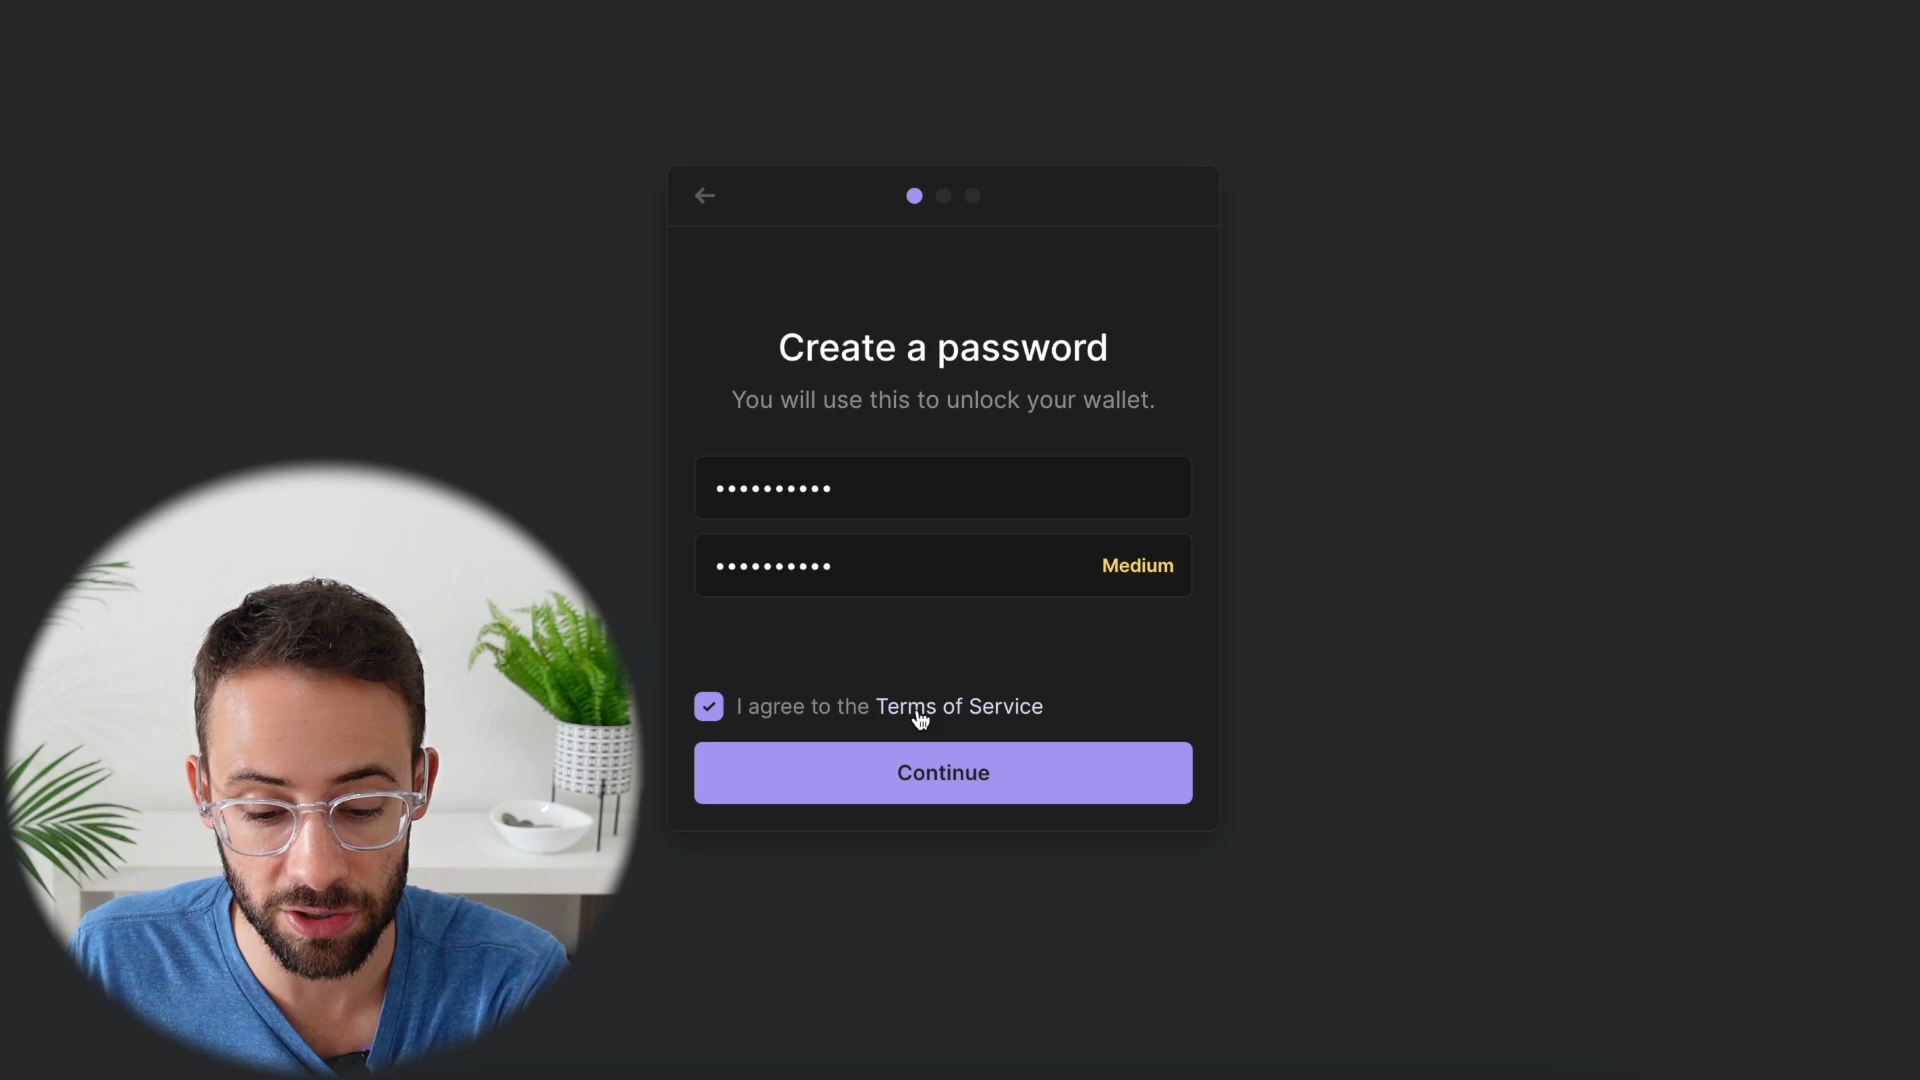 Create a password
You will use this to unlock your wallet.
••••••••••
•••••••••• Medium
I agree to the Terms of Service
Continue